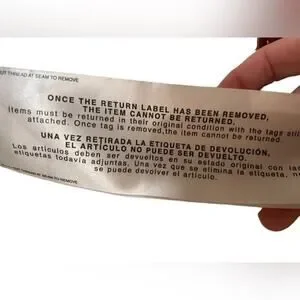 THREAD AT SEAM TO REMOVE
ONCE THE RETURN LABEL HAS BEEN REMOVED,
THE ITEM CANNOT BE RETURNED.
Items must be returned in their original condition with the tags still
attached. Once tag is removed,the item cannot be returned.
UNA VEZ RETIRADA LA ETIQUETA DE DEVOLUCIÓN,
EL ARTÍCULO NO PUEDE SER DEVUELTO.
Los artículos deben ser devueltos en su estado original con las
etiquetas todavía adjuntas. Una vez que se elimina la etiqueta, no
se puede devolver el artículo.
AT SEAM TO REMOVE